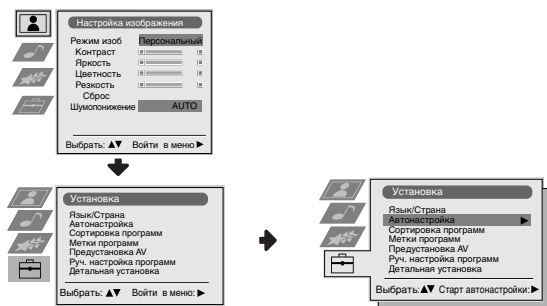 Настройка изображения
Режим изоб Персональный
Контраст
Яркость
Цветность
Резкость
Сброс
Шумопонижение AUTO
Выбрать: ▲▼ Войти в меню ▶
Установка
Язык/Страна
Автонастройка
Сортировка программ
Метки программ
Предустановка AV
Руч. настройка программ
Детальная установка
Выбрать: ▲▼ Войти в меню: ▶
Установка
Язык/Страна
Автонастройка ▶
Сортировка программ
Метки программ
Предустановка AV
Руч. настройка программ
Детальная установка
Выбрать:▲▼ Старт автонастройки:▶